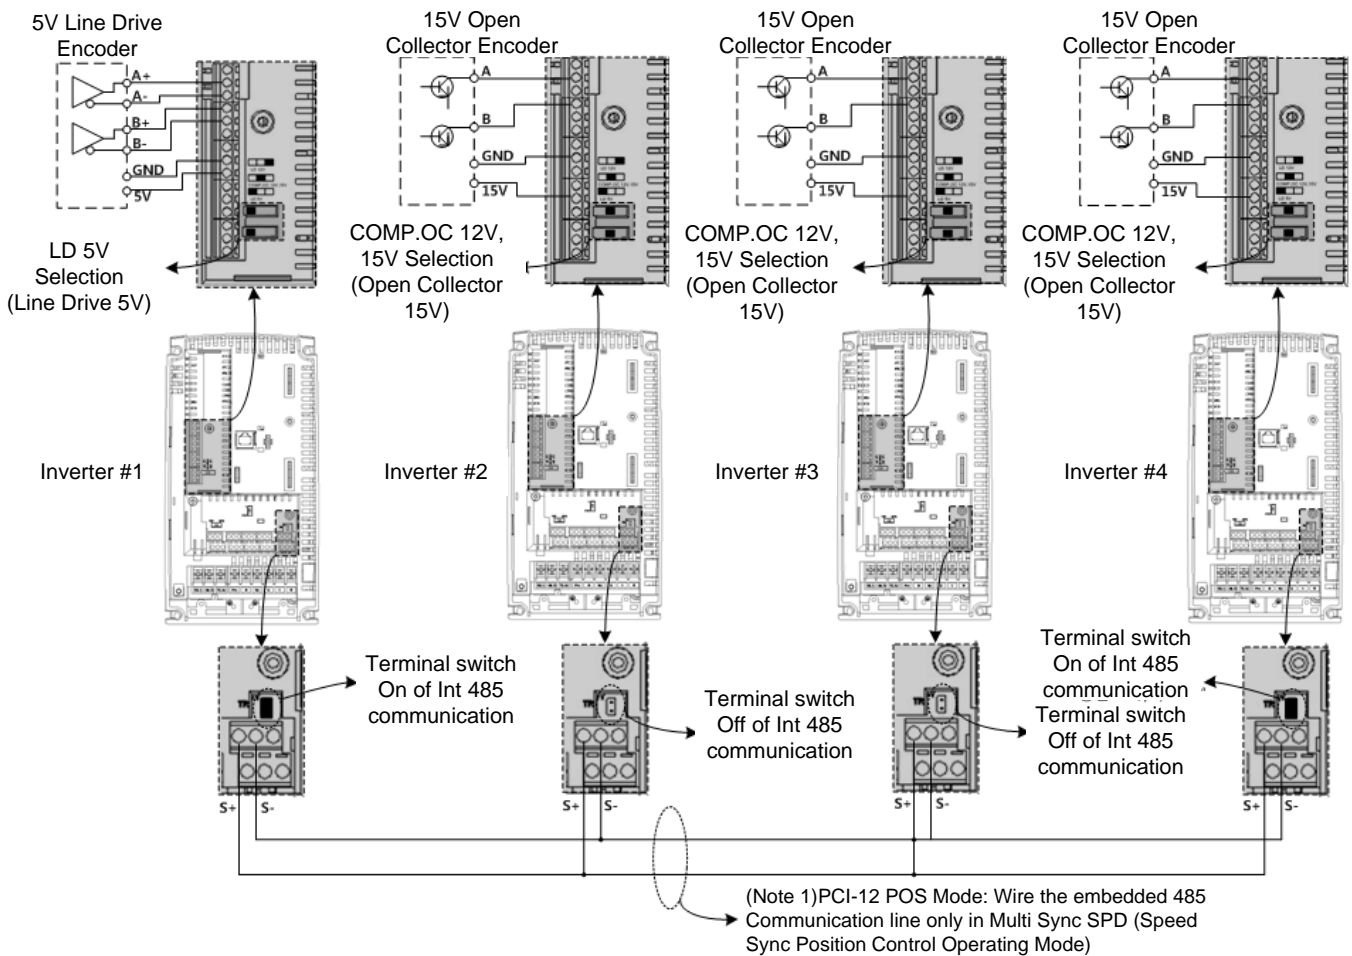 5V Line Drive
Encoder
A+
A-
B+
B-
GND
5V
LD 5V
Selection
(Line Drive 5V)
15V Open
Collector Encoder
A
B
GND
15V
COMP.OC 12V,
15V Selection
(Open Collector
15V)
15V Open
Collector Encoder
A
B
GND
15V
COMP.OC 12V,
15V Selection
(Open Collector
15V)
15V Open
Collector Encoder
A
B
GND
15V
COMP.OC 12V,
15V Selection
(Open Collector
15V)
Inverter #1
Inverter #2
Inverter #3
Inverter #4
Terminal switch
On of Int 485
communication
Terminal switch
Off of Int 485
communication
Terminal switch
On of Int 485
communication
Terminal switch
Off of Int 485
communication
S+ S-
S+ S-
S+ S-
S+ S-
(Note 1)PCI-12 POS Mode: Wire the embedded 485
Communication line only in Multi Sync SPD (Speed
Sync Position Control Operating Mode)